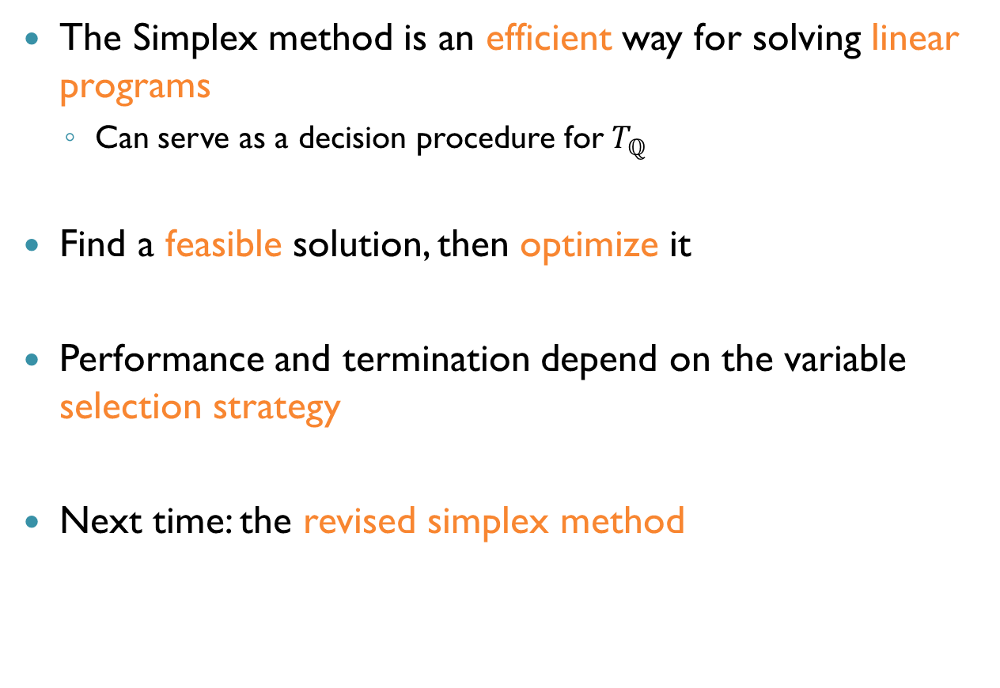 • The Simplex method is an efficient way for solving linear
programs
◦ Can serve as a decision procedure for 𝑇ℚ
• Find a feasible solution, then optimize it
• Performance and termination depend on the variable
selection strategy
• Next time: the revised simplex method